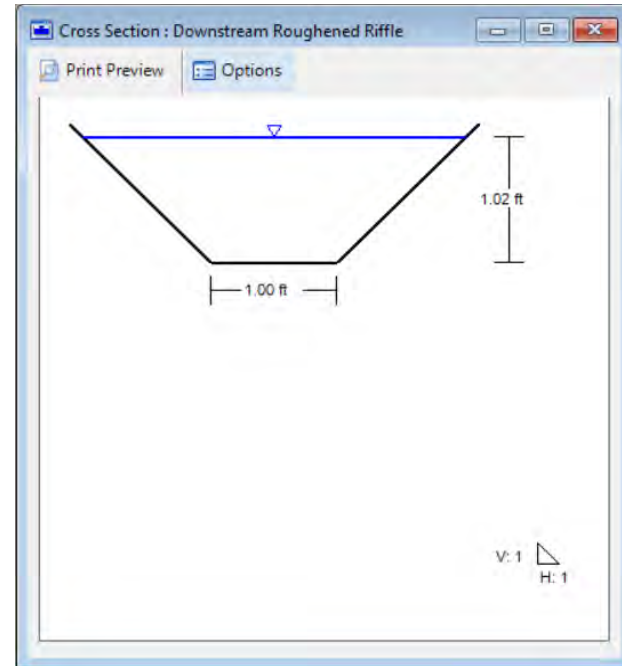 Cross Section : Downstream Roughened Riffle
Print Preview Options
1.02 ft
1.00 ft
V: 1
H: 1